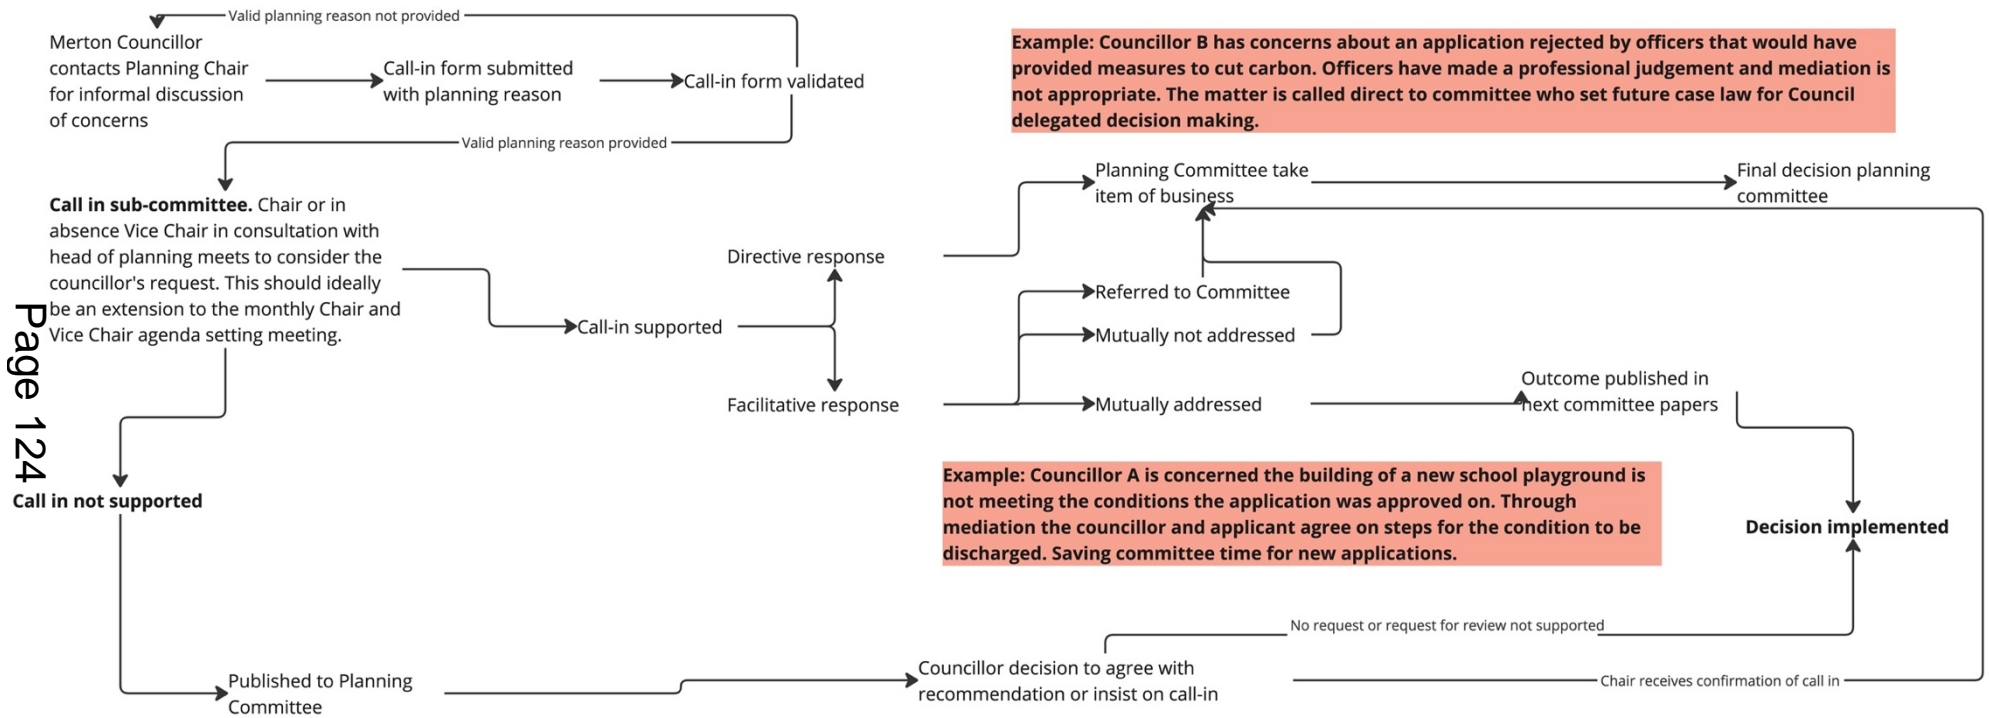 Valid planning reason not provided
Merton Councillor
contacts Planning Chair
for informal discussion
of concerns
Call-in form submitted
with planning reason
Call-in form validated
Valid planning reason provided
Example: Councillor B has concerns about an application rejected by officers that would have
provided measures to cut carbon. Officers have made a professional judgement and mediation is
not appropriate. The matter is called direct to committee who set future case law for Council
delegated decision making.
Call in sub-committee. Chair or in
absence Vice Chair in consultation with
head of planning meets to consider the
councillor's request. This should ideally
be an extension to the monthly Chair and
Vice Chair agenda setting meeting.
Page 124
Call-in supported
Directive response
Facilitative response
Planning Committee take
item of business
Final decision planning
committee
Referred to Committee
Mutually not addressed
Mutually addressed
Outcome published in
next committee papers
Call in not supported
Example: Councillor A is concerned the building of a new school playground is
not meeting the conditions the application was approved on. Through
mediation the councillor and applicant agree on steps for the condition to be
discharged. Saving committee time for new applications.
Decision implemented
No request or request for review not supported
Published to Planning
Committee
Councillor decision to agree with
recommendation or insist on call-in
Chair receives confirmation of call in